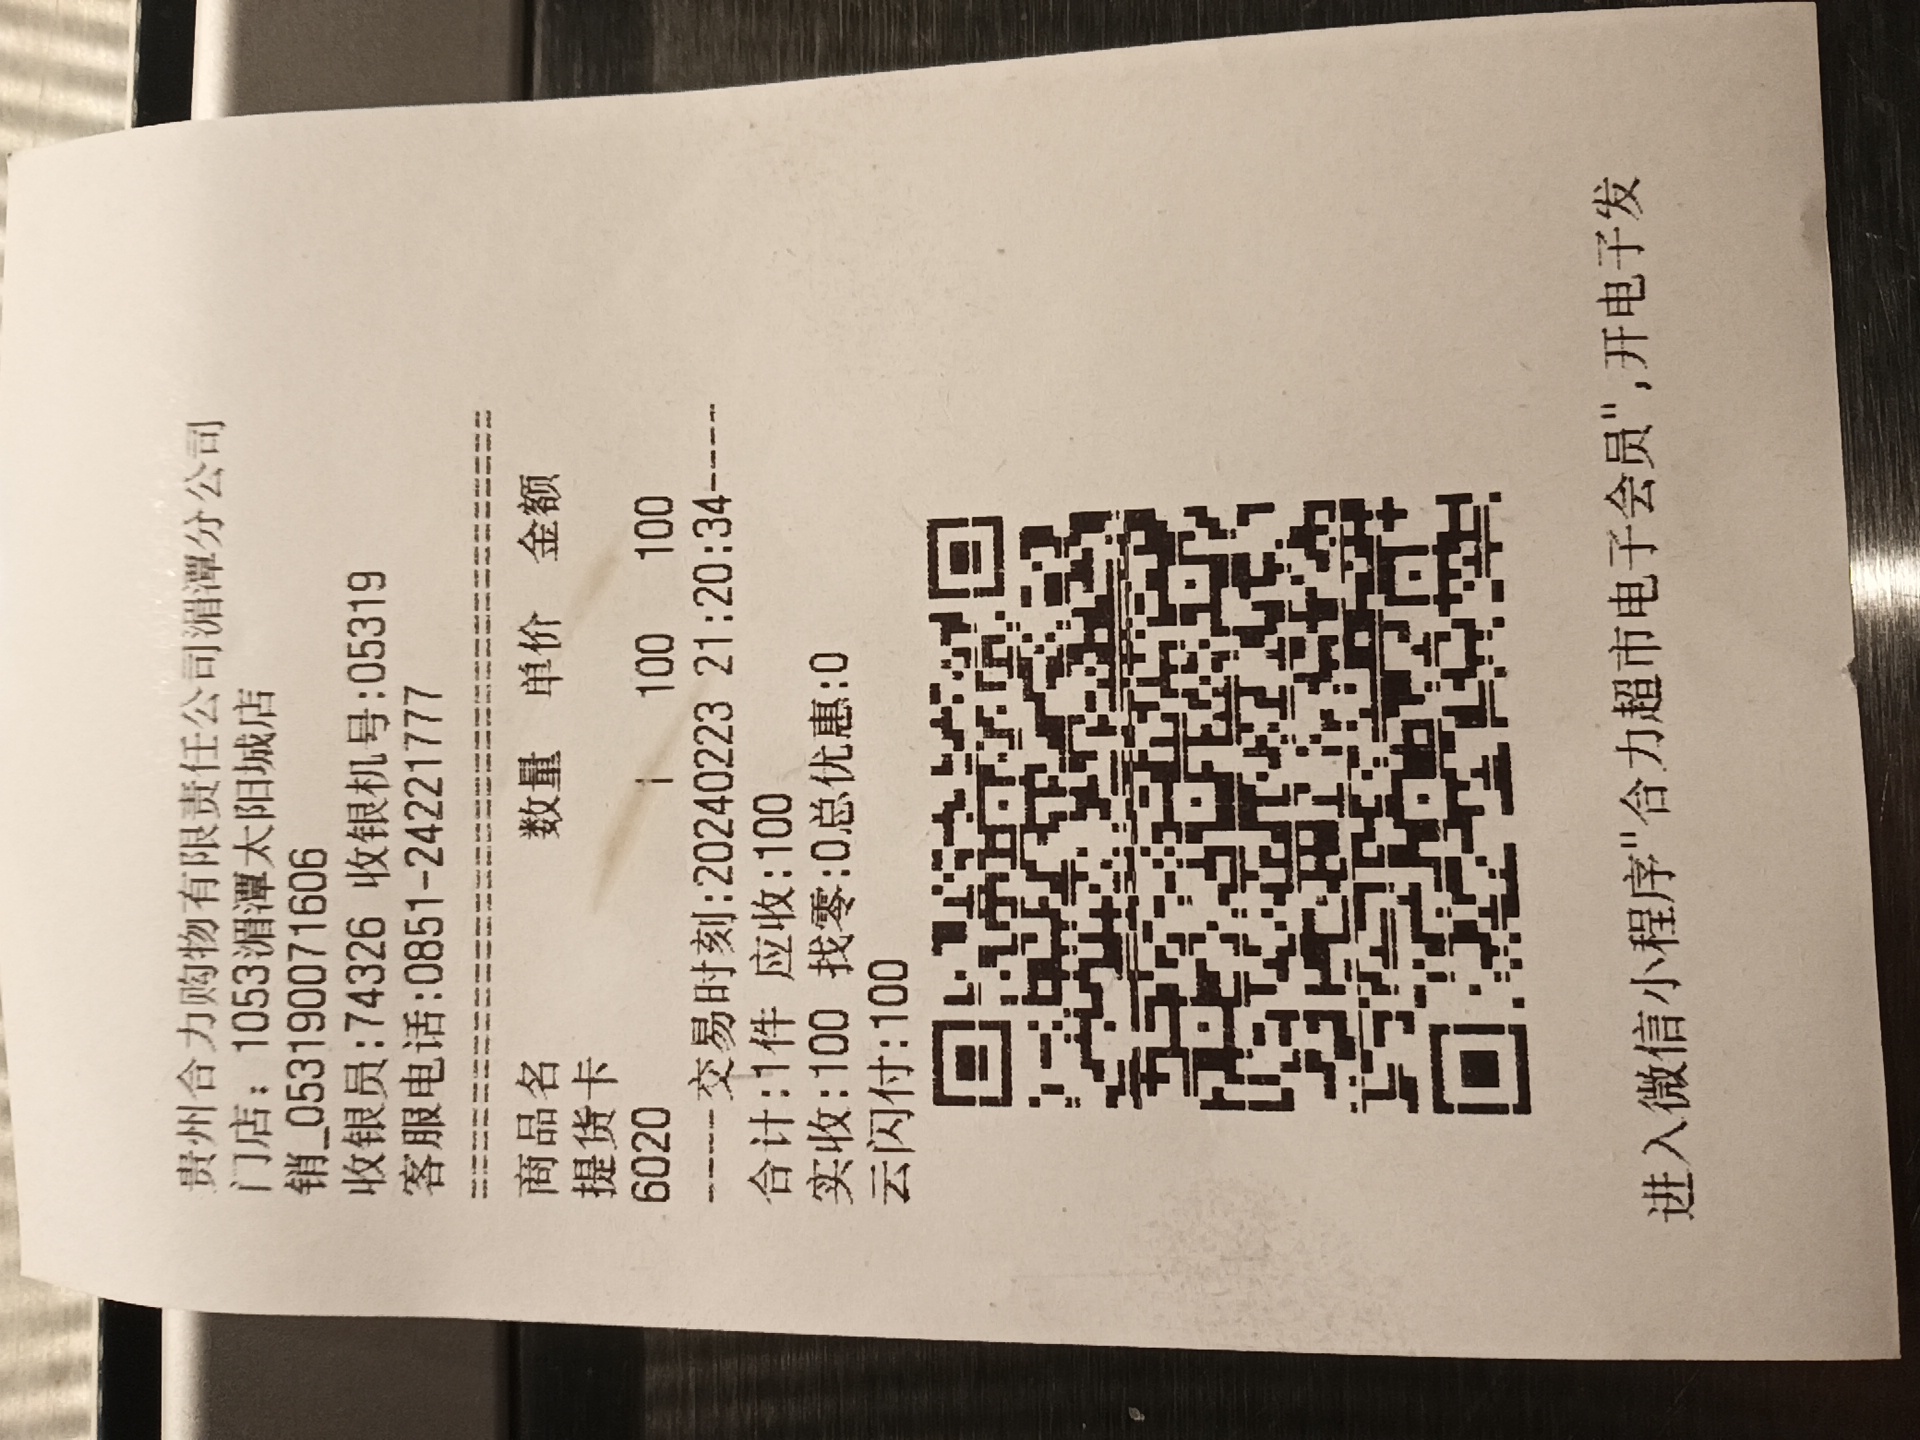 贵州合力购物有限责任公司湄潭分公司
门店: 1053湄潭太阳城店
销_053190071606
收银员:74326 收银机号:05319
客服电话:0851-24221777
========================================
商品名 数量 单价 金额
提货卡
6020 1 100 100
-----交易时刻:20240223 21:20:34-----
合计:1件 应收:100
实收:100 找零:0总优惠:0
云闪付:100
进入微信小程序"合力超市电子会员",开电子发